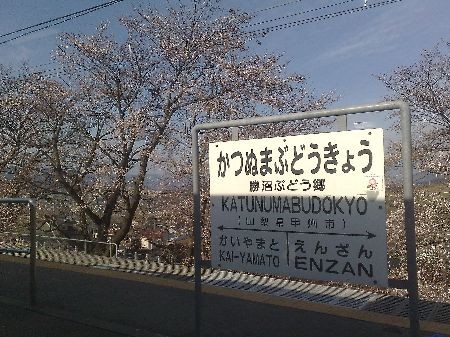 かつぬまぶどうきょう
勝沼ぶどう郷
KATUNUMABUDOKYO
(山梨県甲州市)
かいやまと えんざん
KAI-YAMATO ENZAN